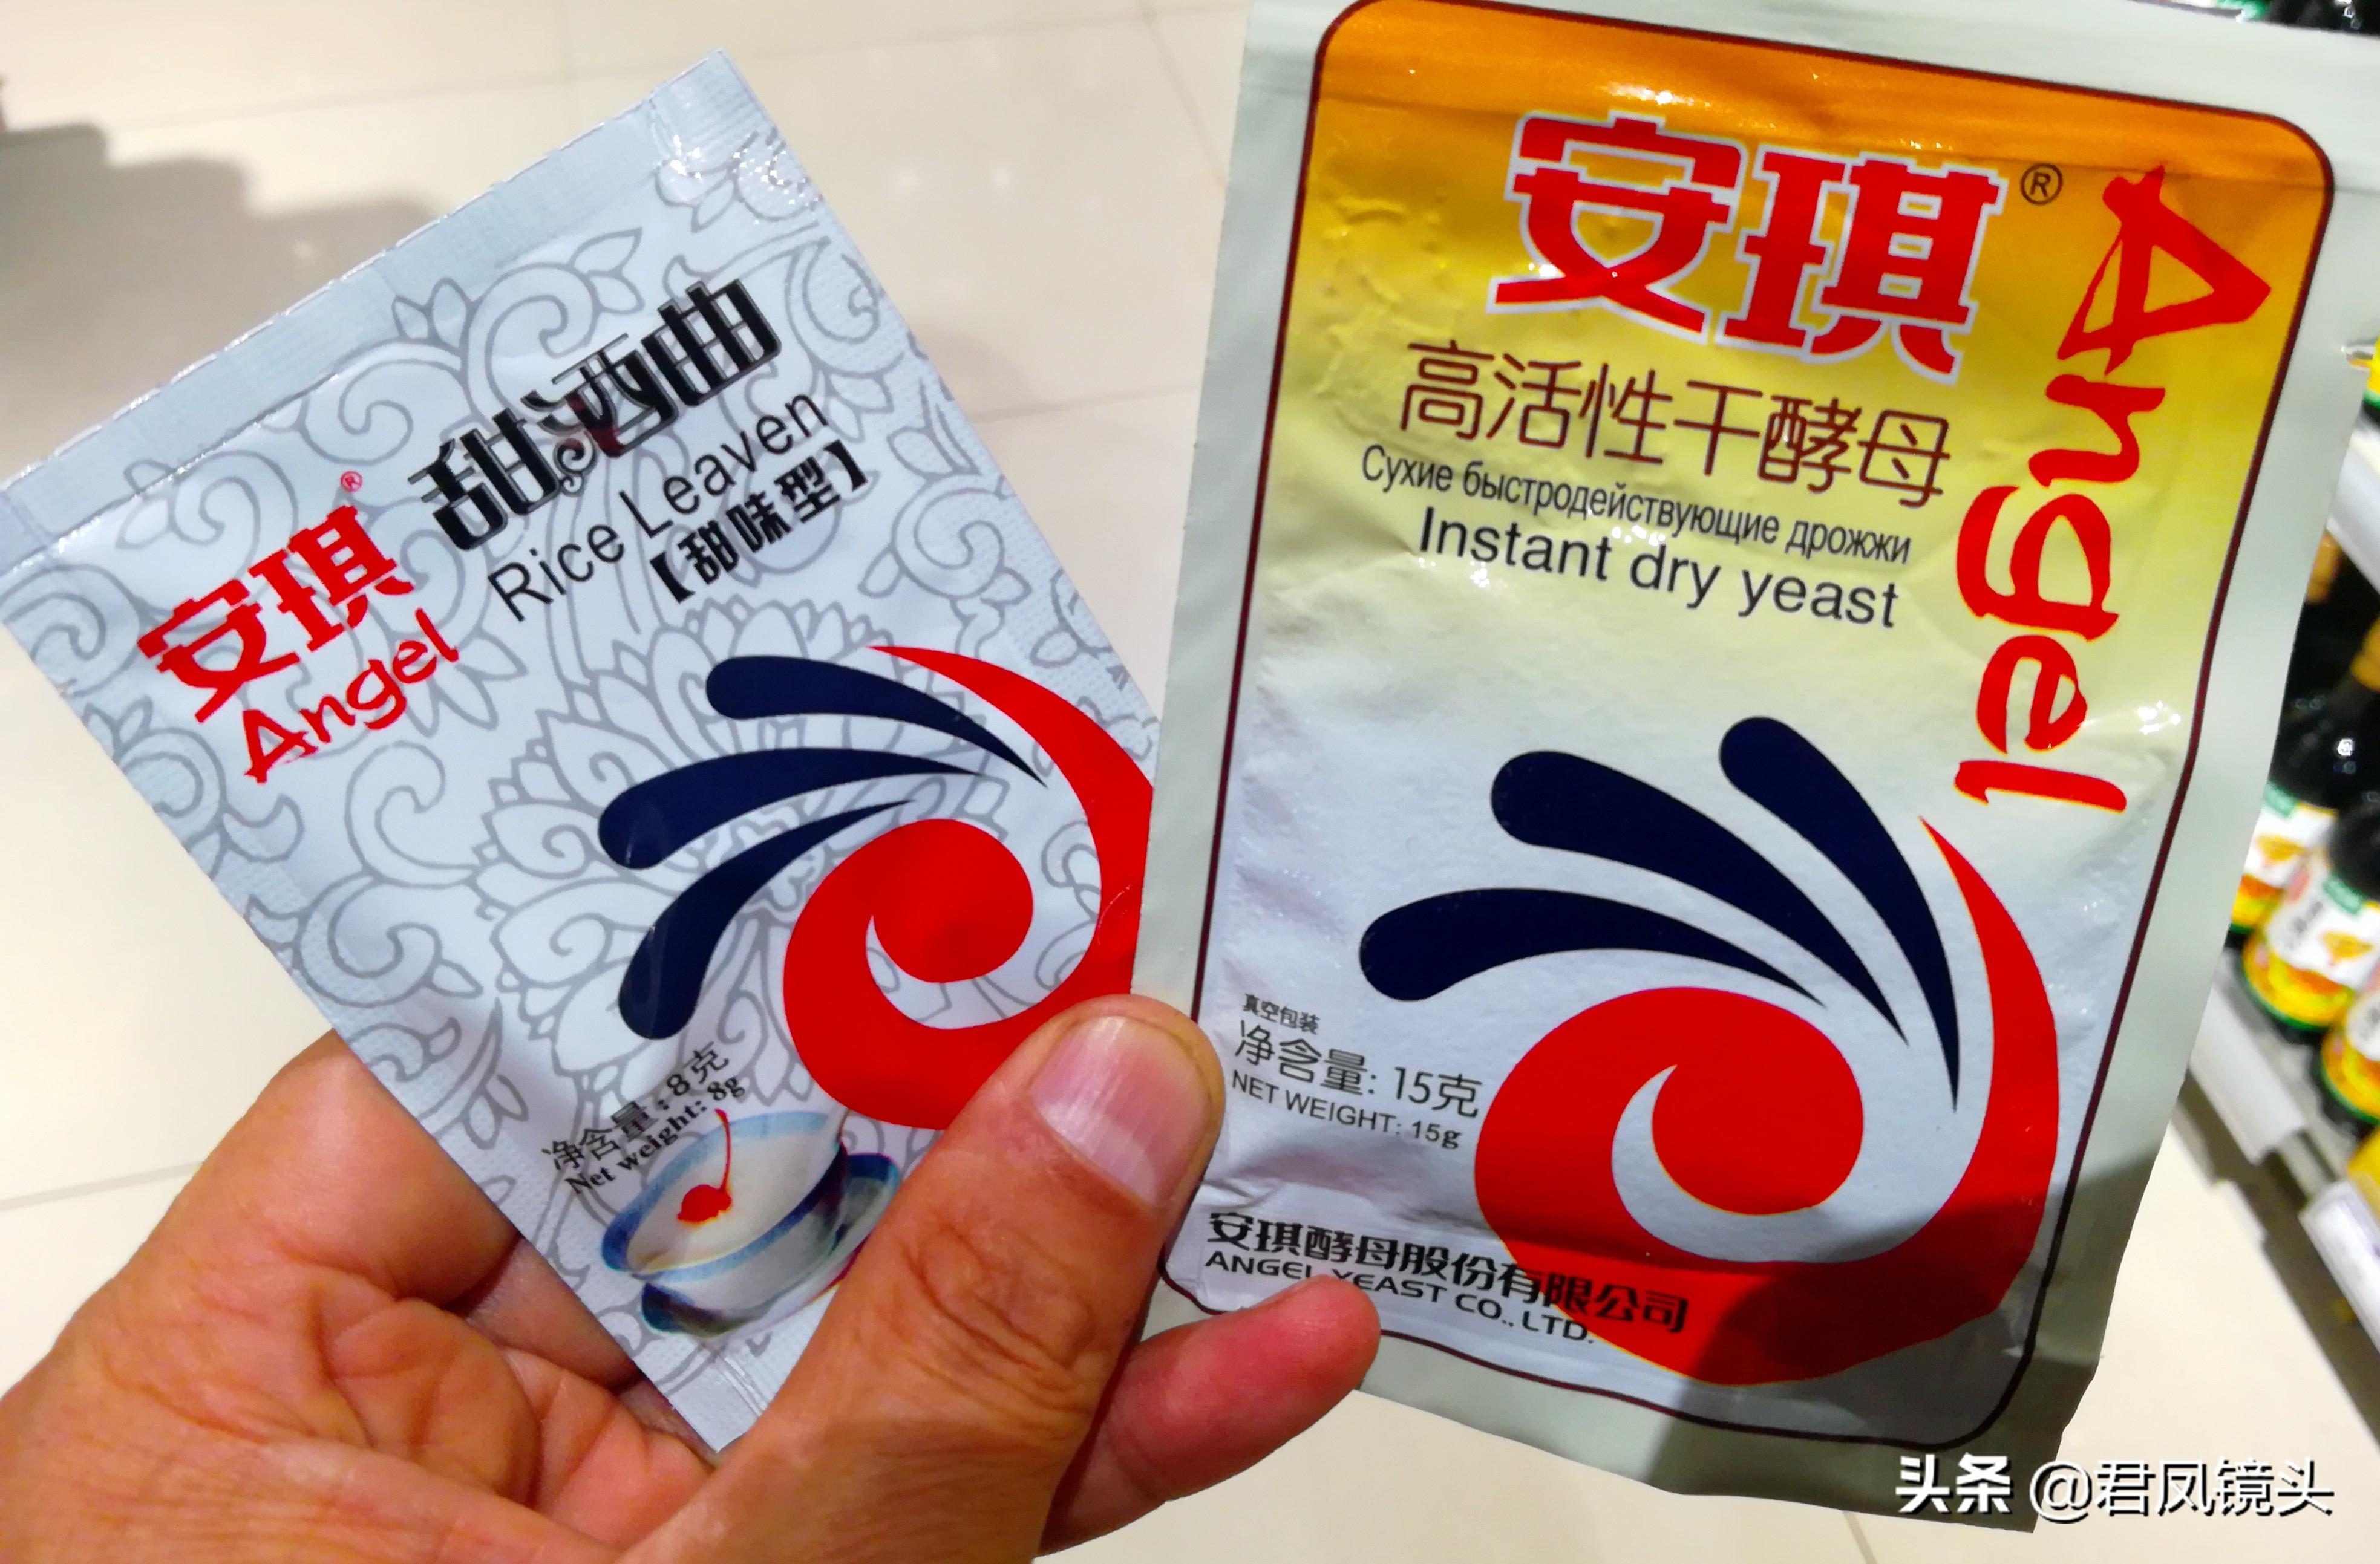 甜酒曲
Rice Leaven
【甜味型】
安琪®
Angel
净含量：8克
Net weight: 8g
安琪®
Angel
高活性干酵母
Сухие быстродействующие дрожжи
Instant dry yeast
真空包装
净含量: 15克
NET WEIGHT: 15g
安琪酵母股份有限公司
ANGEL YEAST CO., LTD.
头条 @君凤镜头